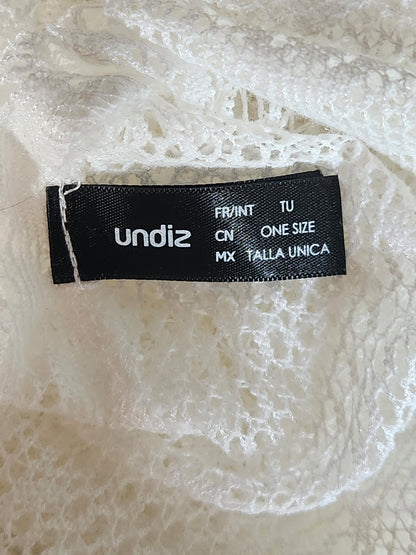 undiz
FR/INT TU
CN ONE SIZE
MX TALLA UNICA